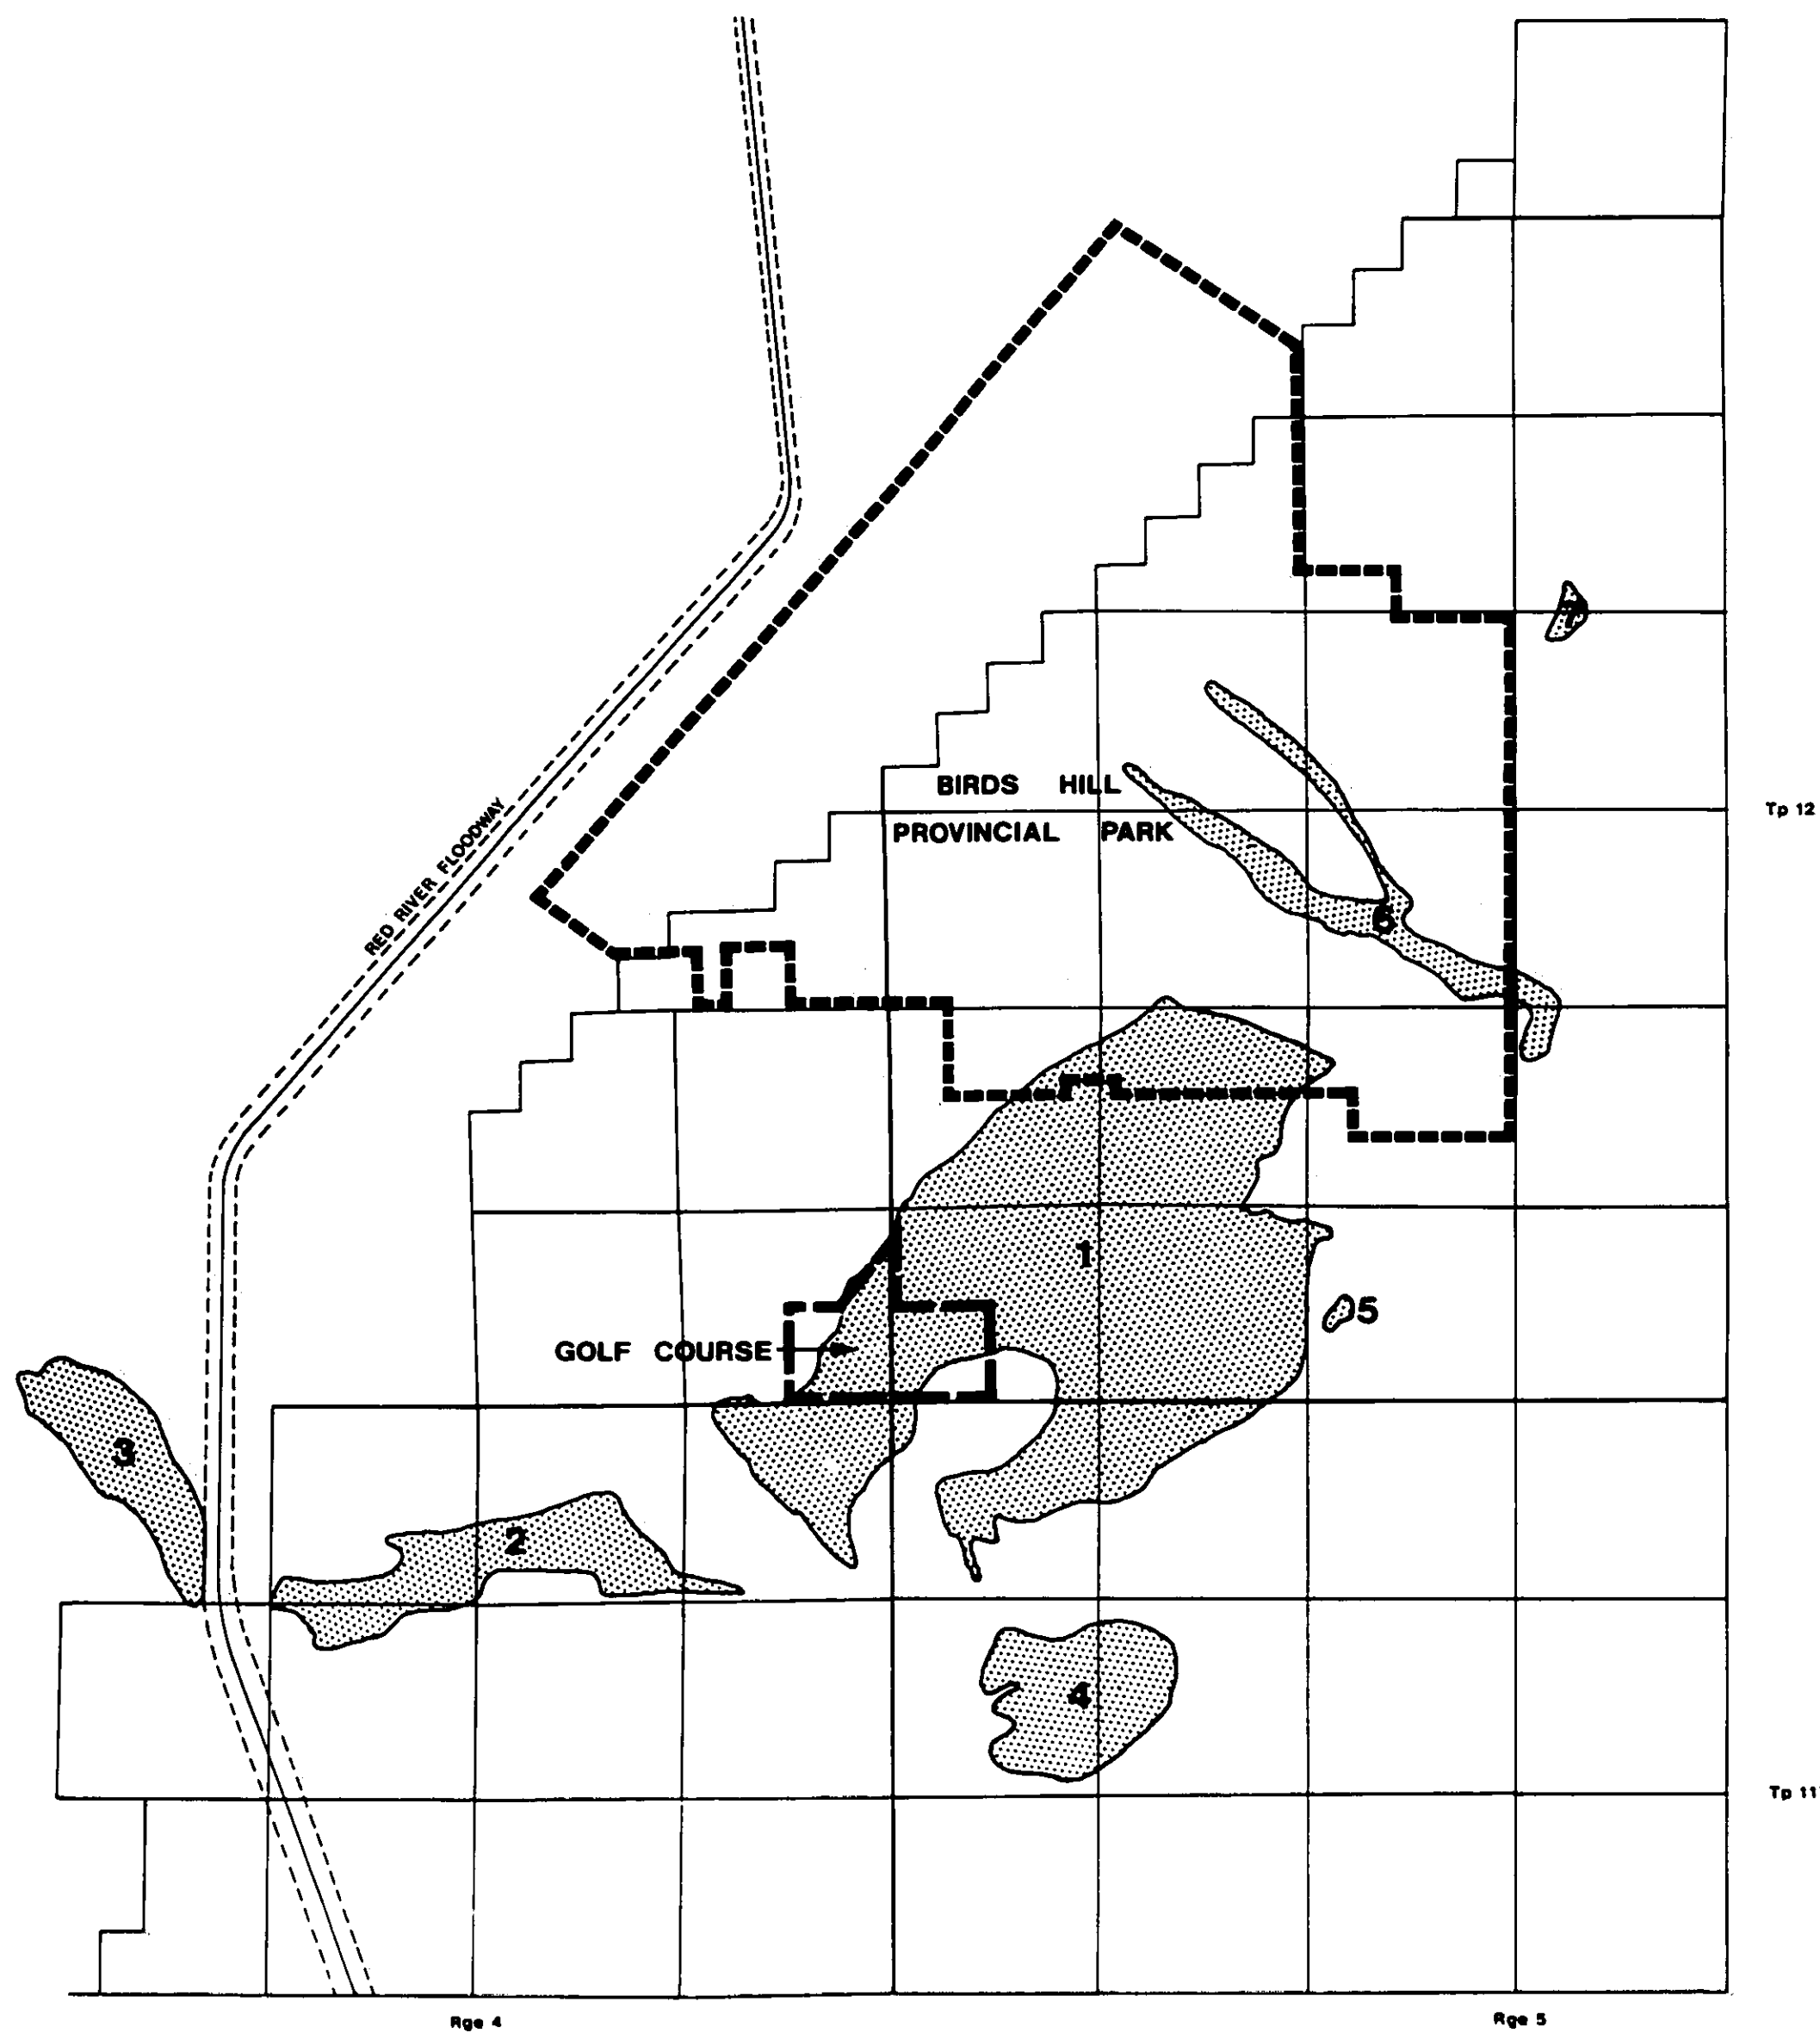 7
BIRDS HILL
PROVINCIAL PARK
Tp 12
RED RIVER FLOODWAY
6
1
5
GOLF COURSE
3
2
4
Tp 11
Rge 4
Rge 5